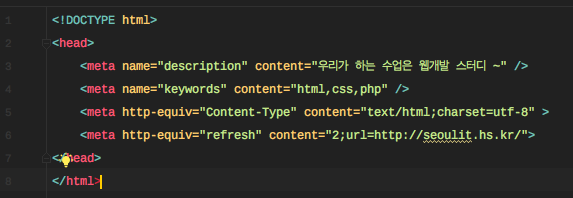 1 <!DOCTYPE html>
2 <head>
3 <meta name="description" content="우리가 하는 수업은 웹개발 스터디 ~" />
4 <meta name="keywords" content="html,css,php" />
5 <meta http-equiv="Content-Type" content="text/html;charset=utf-8" >
6 <meta http-equiv="refresh" content="2;url=http://seoulit.hs.kr/">
7 </head>
8 </html>